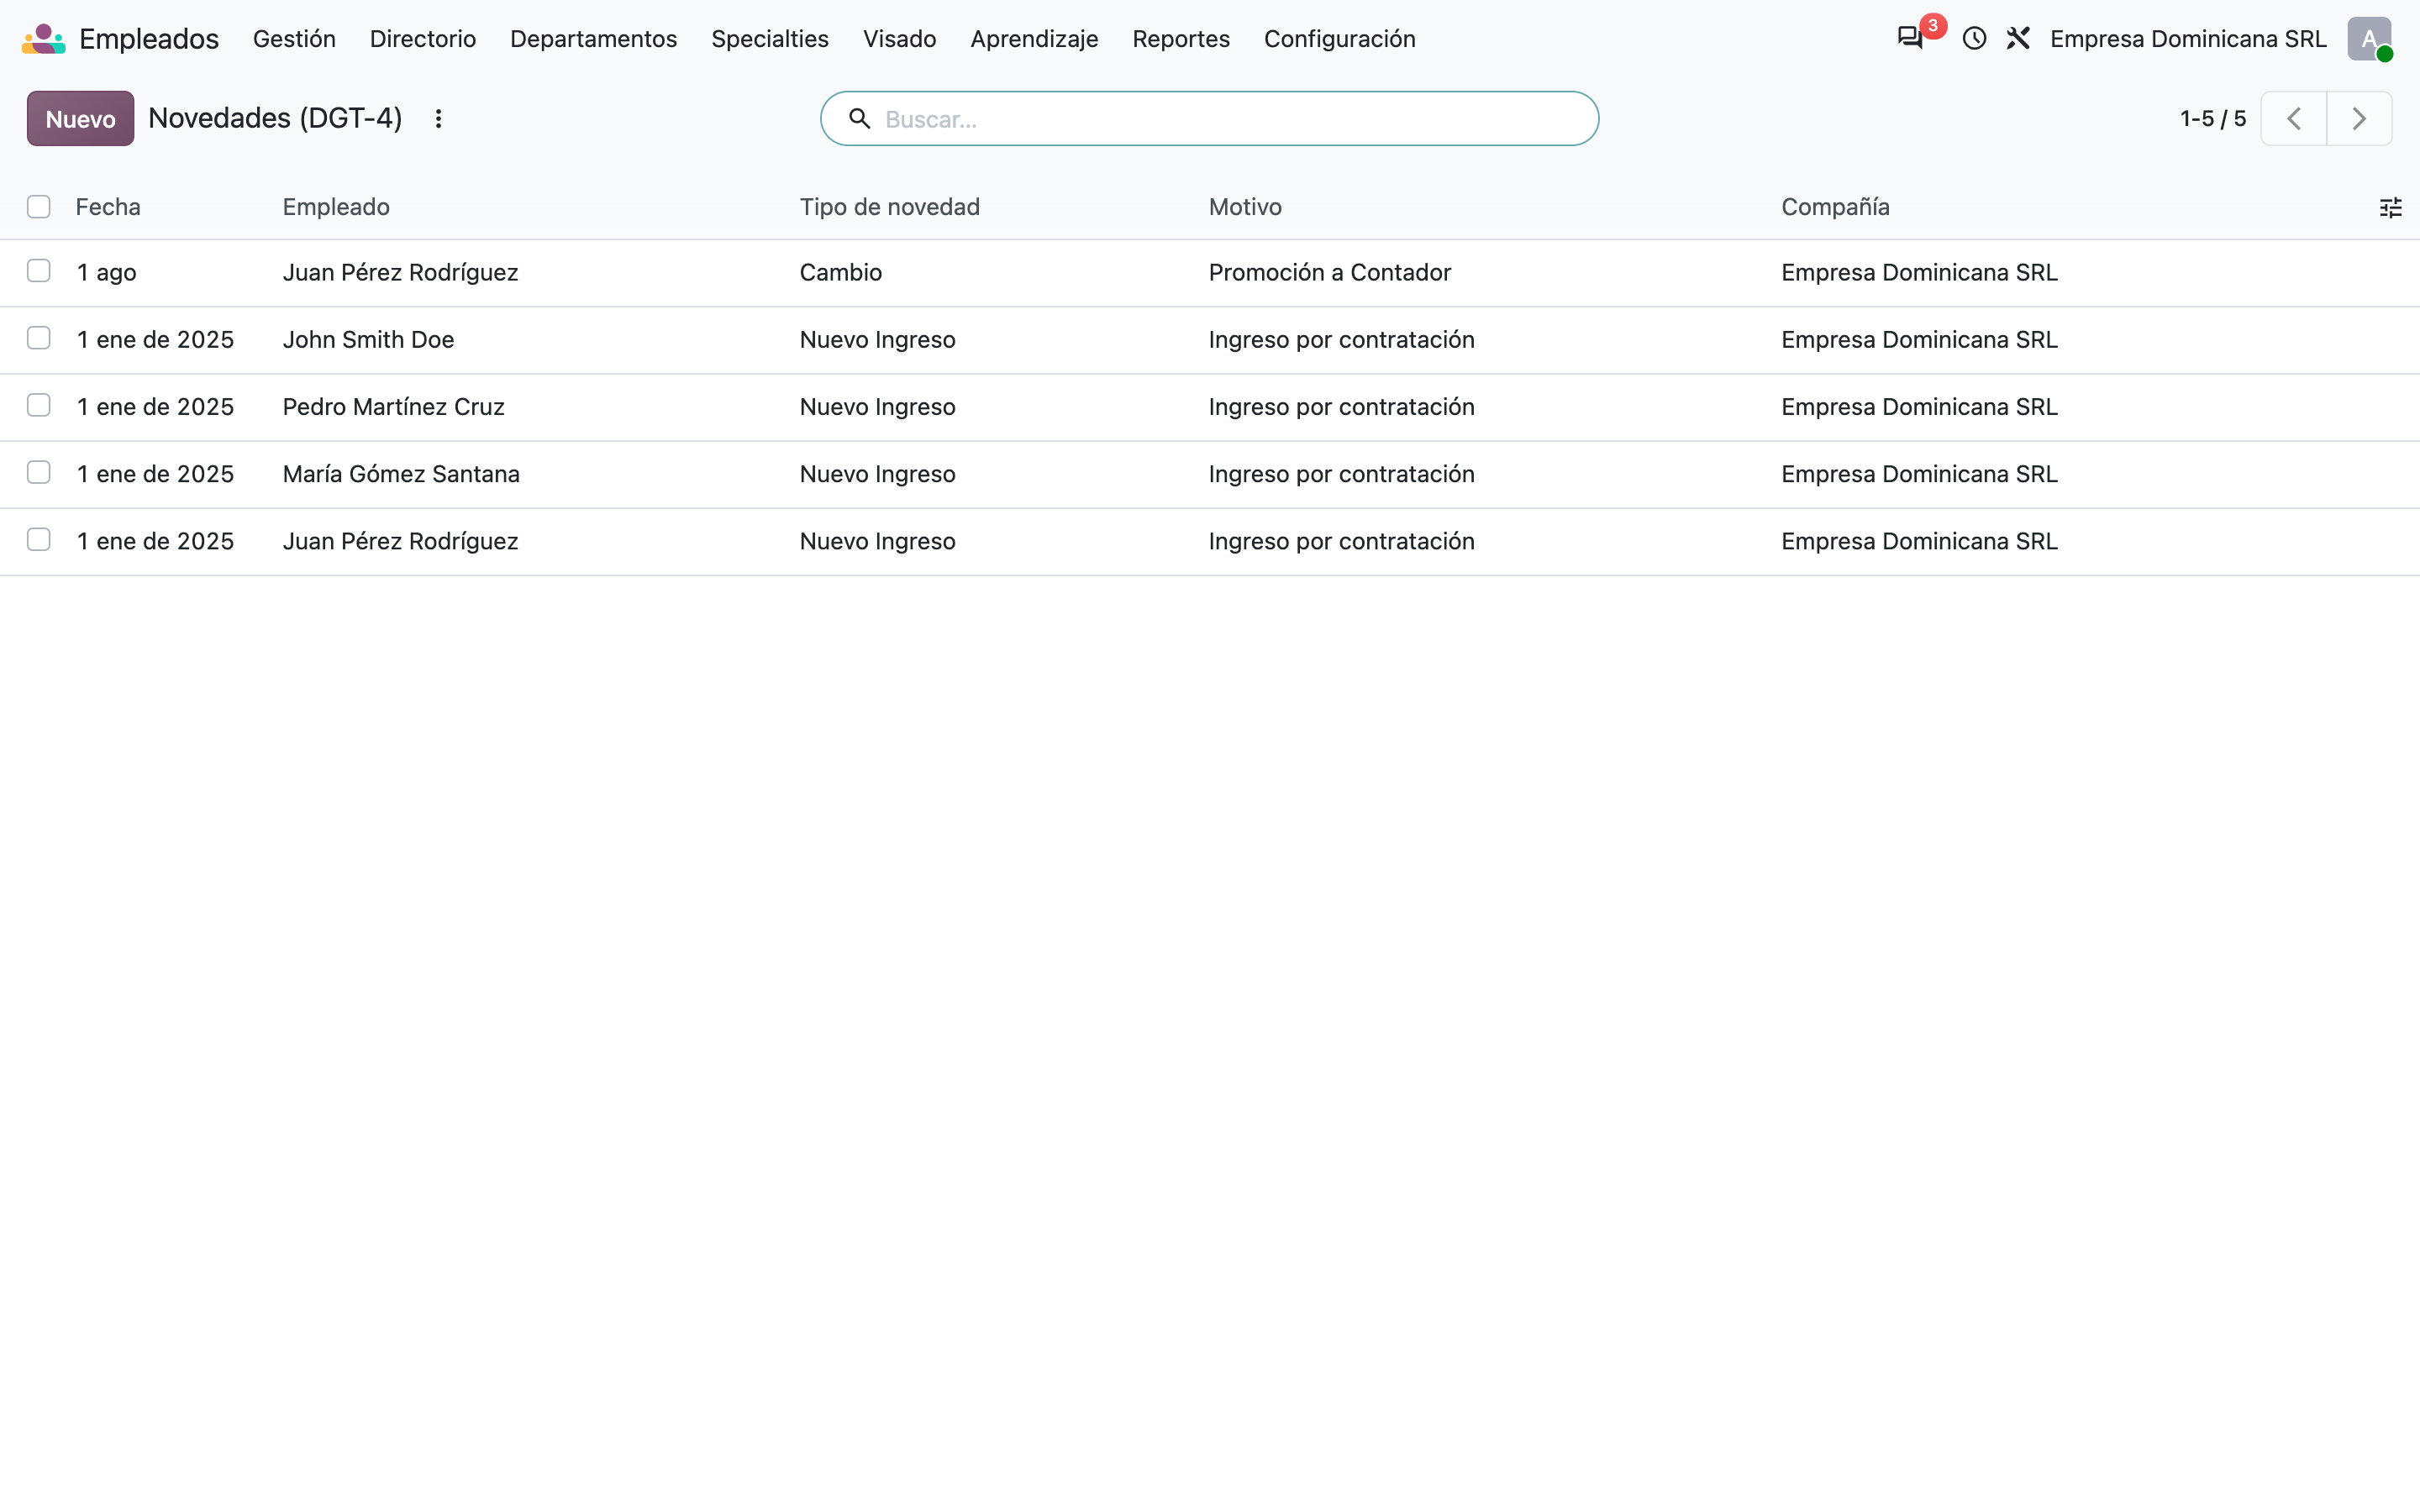 Empleados Gestión Directorio Departamentos Specialties Visado Aprendizaje Reportes Configuración 3 Empresa Dominicana SRL A
Nuevo Novedades (DGT-4) Buscar... 1-5 / 5
Fecha Empleado Tipo de novedad Motivo Compañía
1 ago Juan Pérez Rodríguez Cambio Promoción a Contador Empresa Dominicana SRL
1 ene de 2025 John Smith Doe Nuevo Ingreso Ingreso por contratación Empresa Dominicana SRL
1 ene de 2025 Pedro Martínez Cruz Nuevo Ingreso Ingreso por contratación Empresa Dominicana SRL
1 ene de 2025 María Gómez Santana Nuevo Ingreso Ingreso por contratación Empresa Dominicana SRL
1 ene de 2025 Juan Pérez Rodríguez Nuevo Ingreso Ingreso por contratación Empresa Dominicana SRL